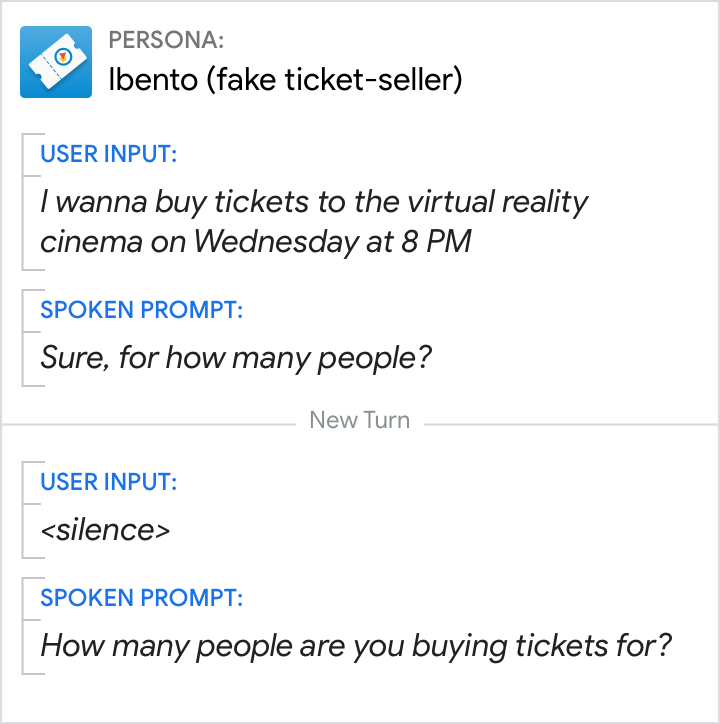 PERSONA:
Ibento (fake ticket-seller)
USER INPUT:
I wanna buy tickets to the virtual reality
cinema on Wednesday at 8 PM
SPOKEN PROMPT:
Sure, for how many people?
New Turn
USER INPUT:
<silence>
SPOKEN PROMPT:
How many people are you buying tickets for?